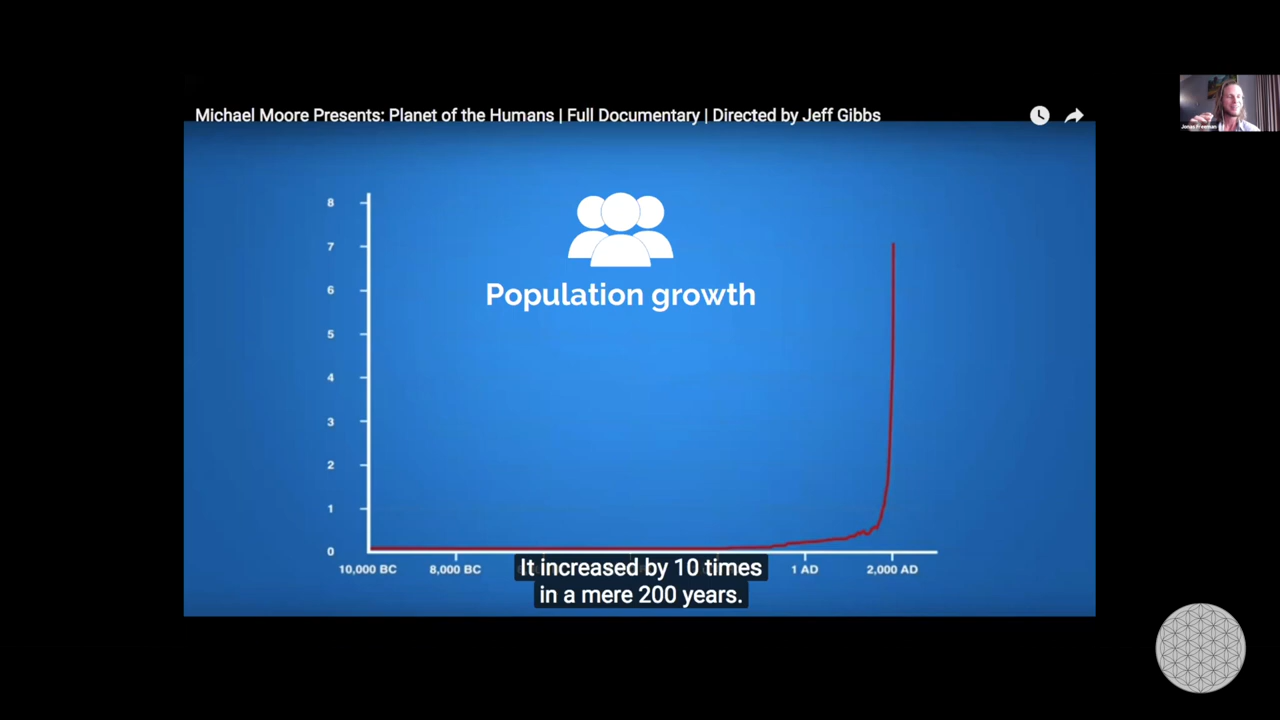 Michael Moore Presents: Planet of the Humans | Full Documentary | Directed by Jeff Gibbs
Jonas Freeman
8
Population growth
7
6
5
4
3
2
1
0
10,000 BC
8,000 BC
1 AD
2,000 AD
It increased by 10 times
in a mere 200 years.